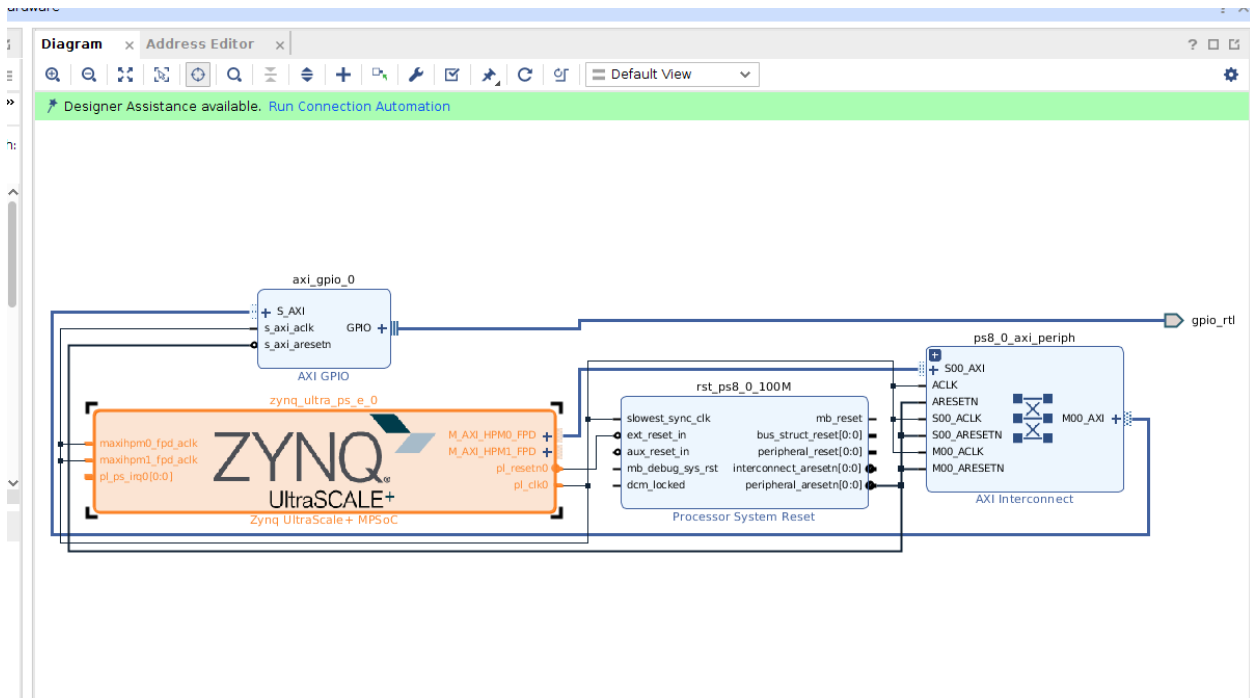 Diagram × Address Editor ×
Default View
Designer Assistance available. Run Connection Automation
axi_gpio_0
S_AXI
s_axi_aclk GPIO
s_axi_aresetn
AXI GPIO
gpio_rtl
zynq_ultra_ps_e_0
maxihpm0_fpd_aclk
maxihpm1_fpd_aclk
pl_ps_irq0[0:0]
ZYNQ
UltraSCALE+
M_AXI_HPM0_FPD
M_AXI_HPM1_FPD
pl_resetn0
pl_clk0
Zynq UltraScale+ MPSoC
rst_ps8_0_100M
slowest_sync_clk mb_reset
ext_reset_in bus_struct_reset[0:0]
aux_reset_in peripheral_reset[0:0]
mb_debug_sys_rst interconnect_aresetn[0:0]
dcm_locked peripheral_aresetn[0:0]
Processor System Reset
ps8_0_axi_periph
S00_AXI
ACLK
ARESETN
S00_ACLK M00_AXI
S00_ARESETN
M00_ACLK
M00_ARESETN
AXI Interconnect